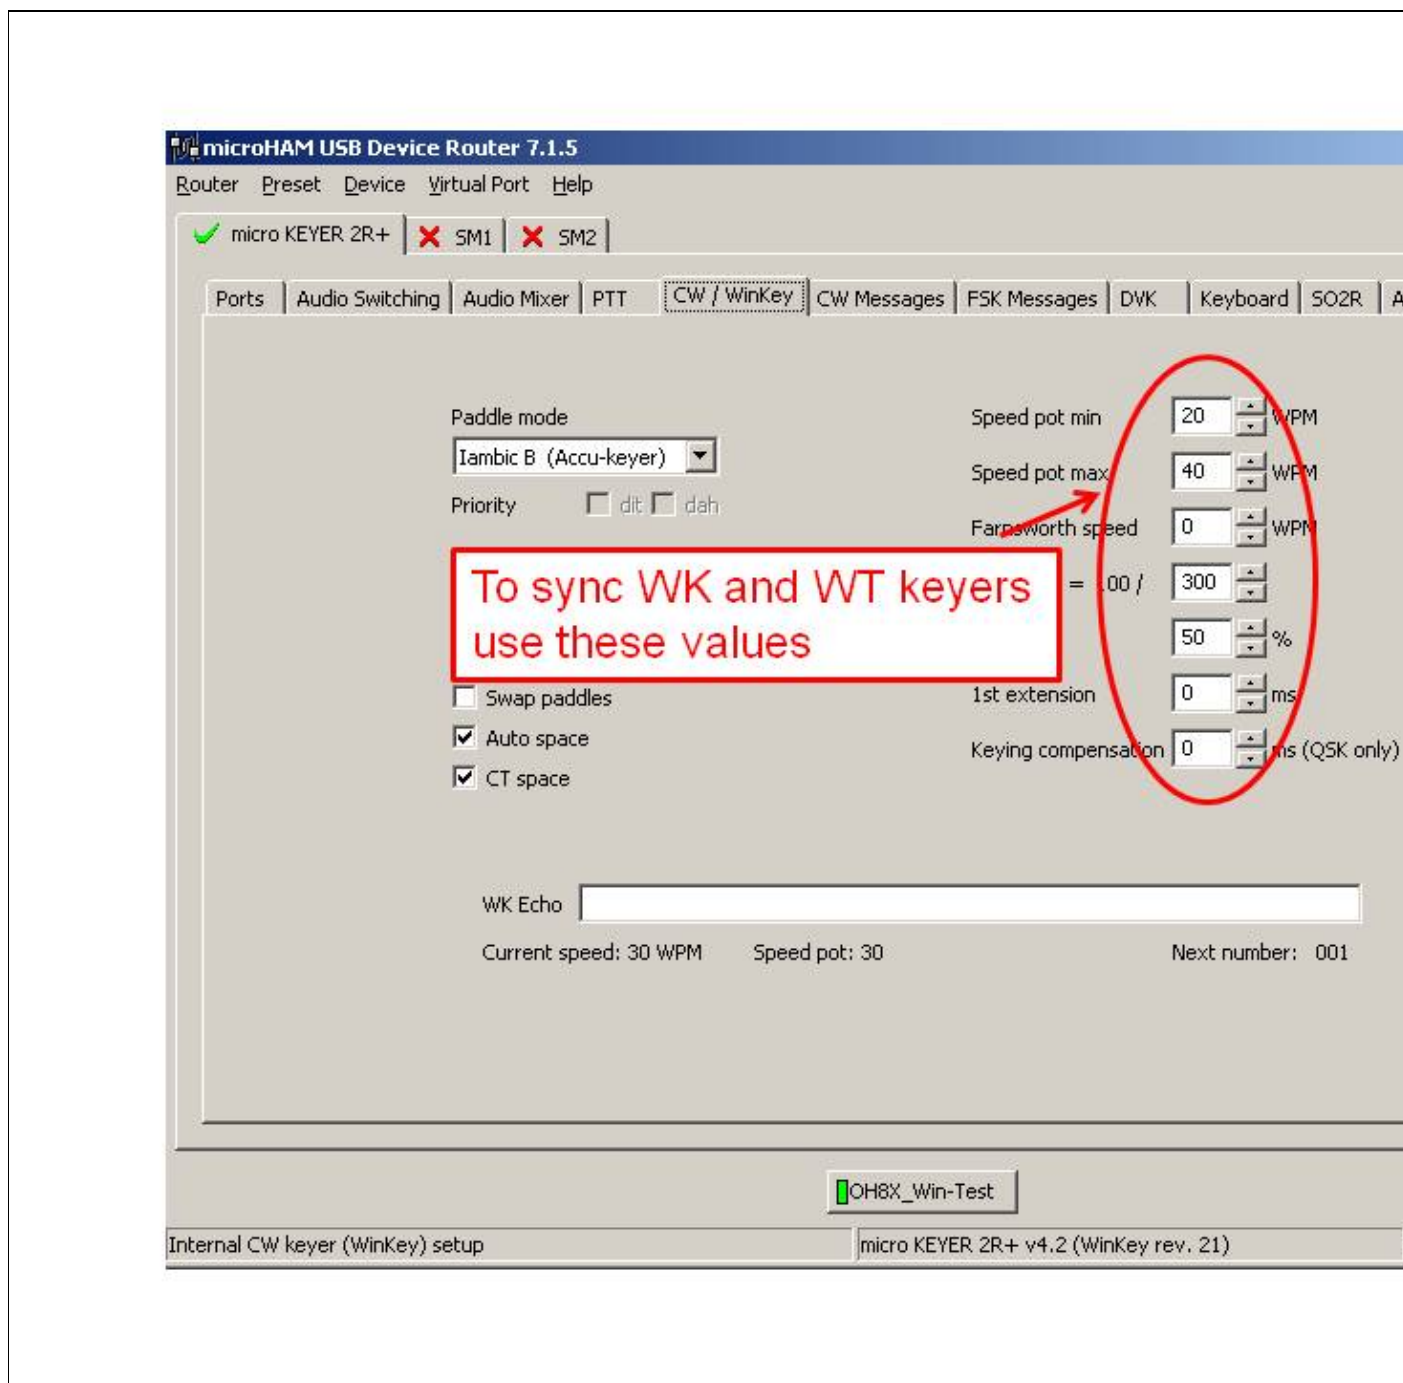 microHAM USB Device Router 7.1.5
Router Preset Device Virtual Port Help
micro KEYER 2R+ SM1 SM2
Ports Audio Switching Audio Mixer PTT CW / WinKey CW Messages FSK Messages DVK Keyboard SO2R A
Paddle mode
Iambic B (Accu-keyer)
Priority dit dah
Speed pot min 20 WPM
Speed pot max 40 WPM
Farnsworth speed 0 WPM
= 100 / 300
50 %
1st extension 0 ms
Keying compensation 0 ms (QSK only)
To sync WK and WT keyers
use these values
Swap paddles
Auto space
CT space
WK Echo
Current speed: 30 WPM Speed pot: 30 Next number: 001
OH8X_Win-Test
Internal CW keyer (WinKey) setup micro KEYER 2R+ v4.2 (WinKey rev. 21)